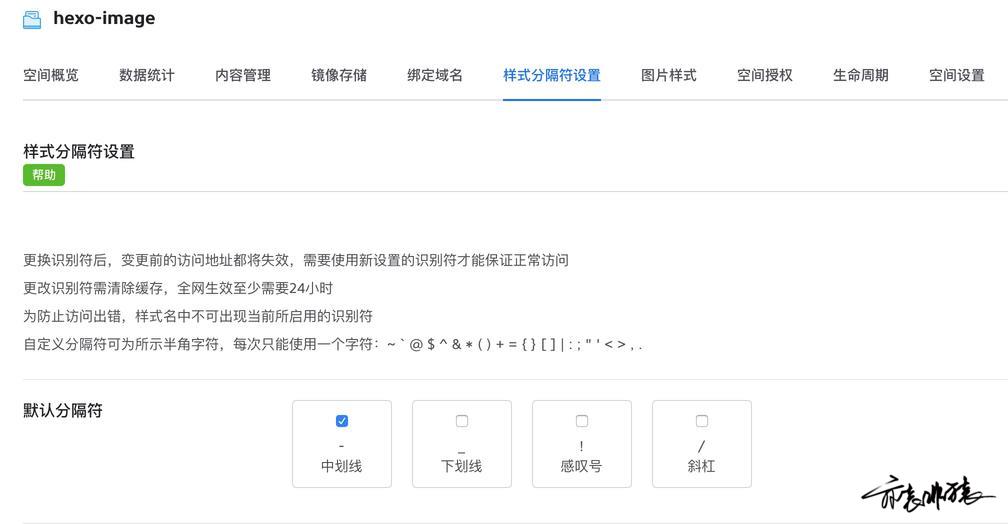 hexo-image
空间概览 数据统计 内容管理 镜像存储 绑定域名 样式分隔符设置 图片样式 空间授权 生命周期 空间设置
样式分隔符设置
帮助
更换识别符后，变更前的访问地址都将失效，需要使用新设置的识别符才能保证正常访问
更改识别符需清除缓存，全网生效至少需要24小时
为防止访问出错，样式名中不可出现当前所启用的识别符
自定义分隔符可为所示半角字符，每次只能使用一个字符：~ ` @ $ ^ & * ( ) + = { } [ ] | : ; " ' < > , .
默认分隔符
- _ ! /
中划线 下划线 感叹号 斜杠